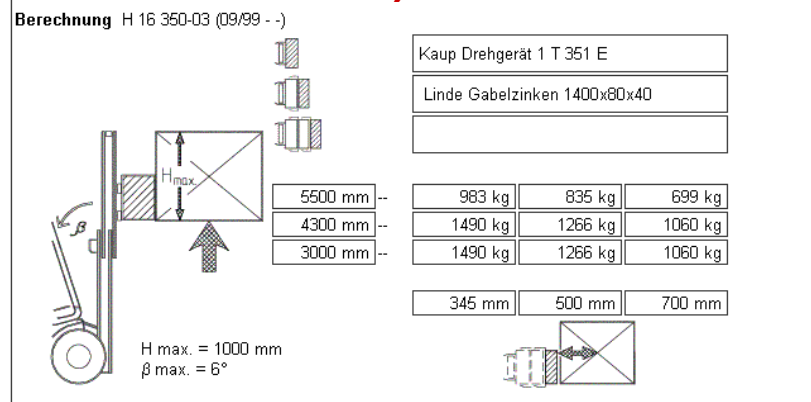 Berechnung H 16 350-03 (09/99 - -)
Kaup Drehgerät 1 T 351 E
Linde Gabelzinken 1400x80x40
H max.
5500 mm -- 983 kg 835 kg 699 kg
4300 mm -- 1490 kg 1266 kg 1060 kg
3000 mm -- 1490 kg 1266 kg 1060 kg
β
345 mm 500 mm 700 mm
H max. = 1000 mm
β max. = 6°